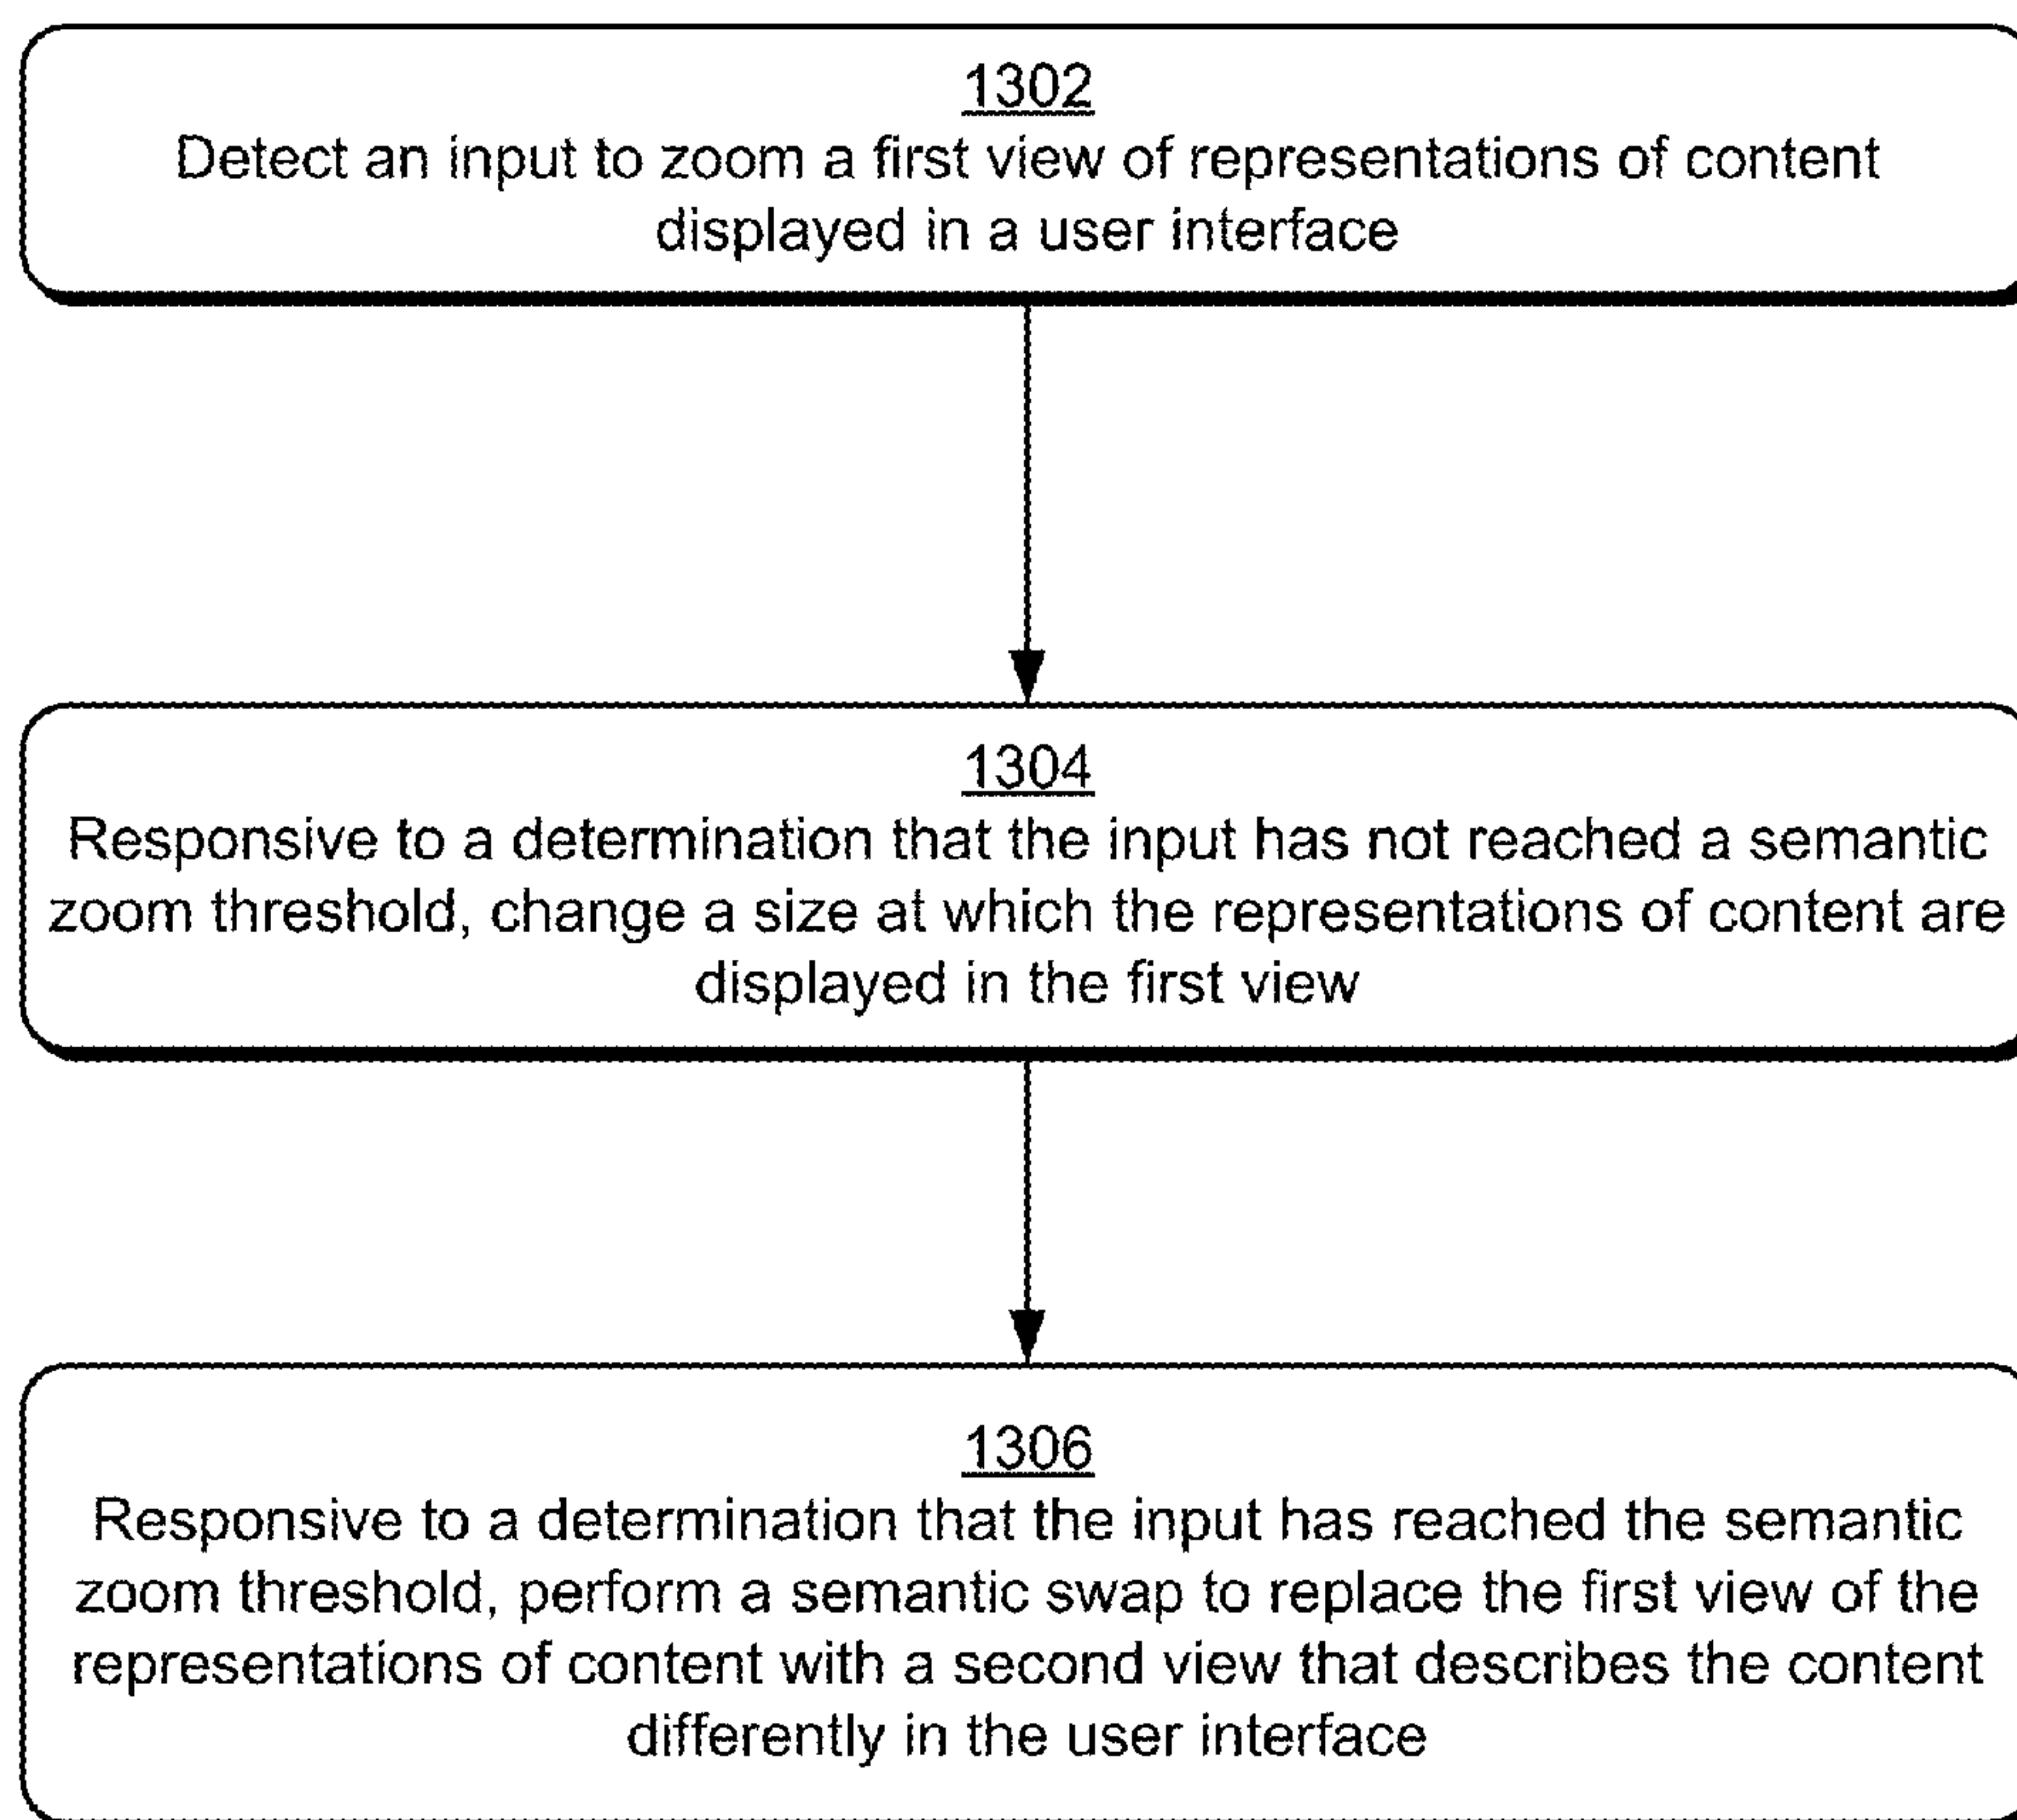 1302
Detect an input to zoom a first view of representations of content
displayed in a user interface
1304
Responsive to a determination that the input has not reached a semantic
zoom threshold, change a size at which the representations of content are
displayed in the first view
1306
Responsive to a determination that the input has reached the semantic
zoom threshold, perform a semantic swap to replace the first view of the
representations of content with a second view that describes the content
differently in the user interface